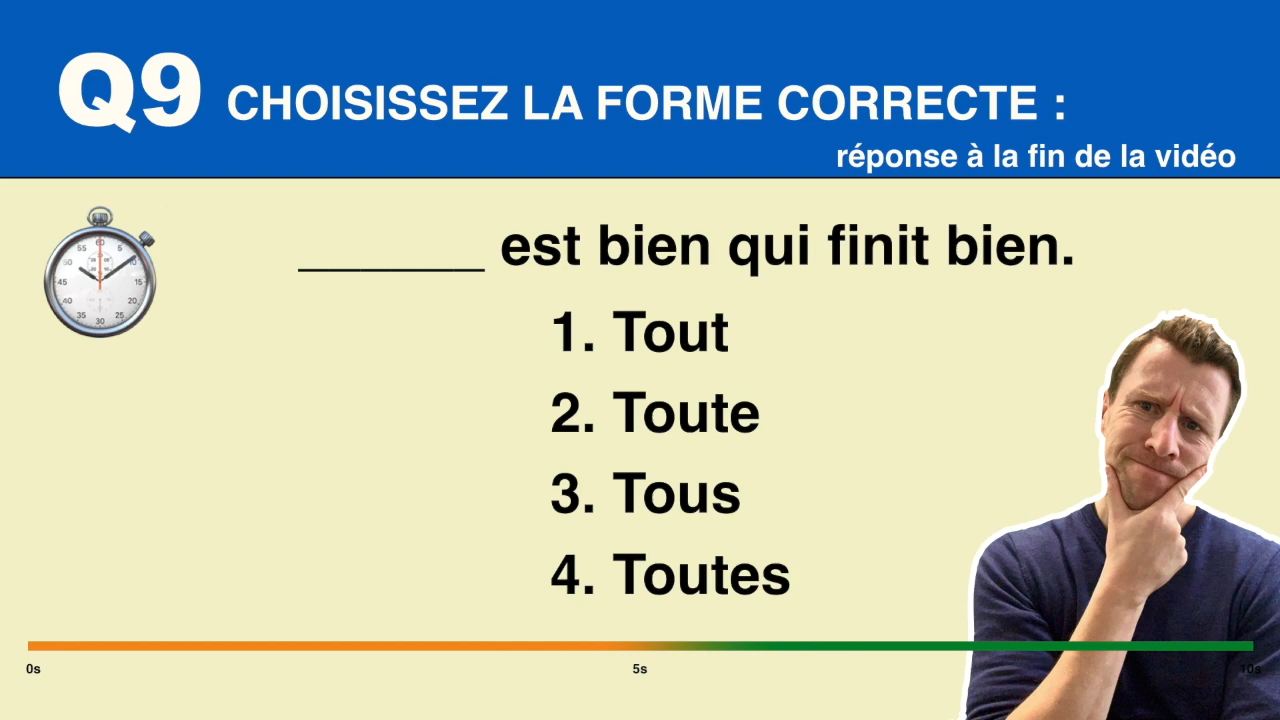 Q9 CHOISISSEZ LA FORME CORRECTE :
réponse à la fin de la vidéo
______ est bien qui finit bien.
1. Tout
2. Toute
3. Tous
4. Toutes
0s 5s 10s